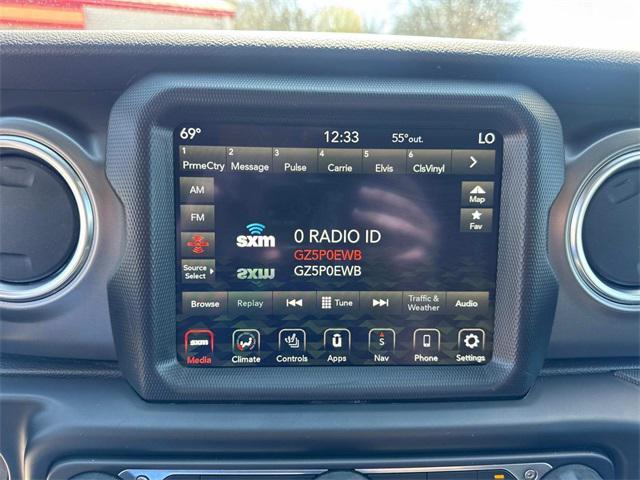 69° 12:33 55°out. LO
1 PrmeCtry 2 Message 3 Pulse 4 Carrie 5 Elvis 6 ClsVinyl >
AM
Map
FM
Fav
sxm 0 RADIO ID
GZ5P0EWB
Source Select
sxm GZ5P0EWB
Browse Replay Tune Traffic & Weather Audio
sxm ū S
Media Climate Controls Apps Nav Phone Settings